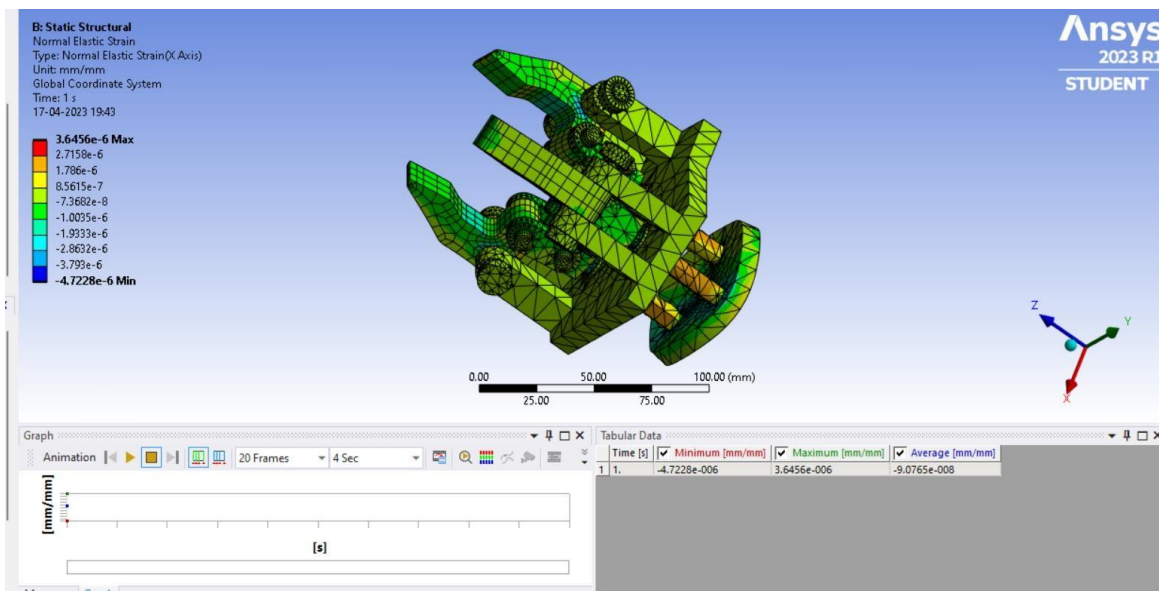 B: Static Structural
Normal Elastic Strain
Type: Normal Elastic Strain(X Axis)
Unit: mm/mm
Global Coordinate System
Time: 1 s
17-04-2023 19:43
3.6456e-6 Max
2.7158e-6
1.786e-6
8.5615e-7
-7.3682e-8
-1.0035e-6
-1.9333e-6
-2.8632e-6
-3.793e-6
-4.7228e-6 Min
Ansys
2023 R1
STUDENT
Z
Y
X
0.00 50.00 100.00 (mm)
25.00 75.00
Graph
Animation 20 Frames 4 Sec
[mm/mm]
[s]
Tabular Data
Time [s] Minimum [mm/mm] Maximum [mm/mm] Average [mm/mm]
1 1. -4.7228e-006 3.6456e-006 -9.0765e-008